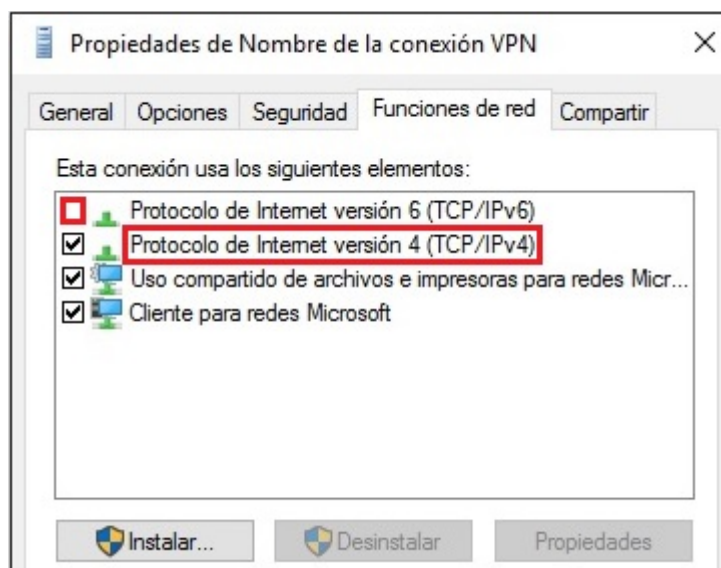 Propiedades de Nombre de la conexión VPN
General Opciones Seguridad Funciones de red Compartir
Esta conexión usa los siguientes elementos:
Protocolo de Internet versión 6 (TCP/IPv6)
Protocolo de Internet versión 4 (TCP/IPv4)
Uso compartido de archivos e impresoras para redes Micr...
Cliente para redes Microsoft
Instalar... Desinstalar Propiedades